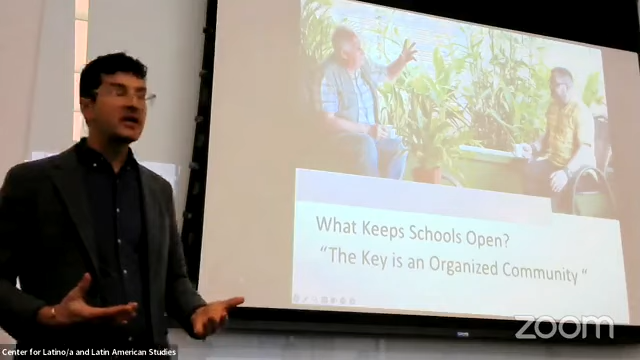 What Keeps Schools Open?
“The Key is an Organized Community “
zoom
Center for Latino/a and Latin American Studies